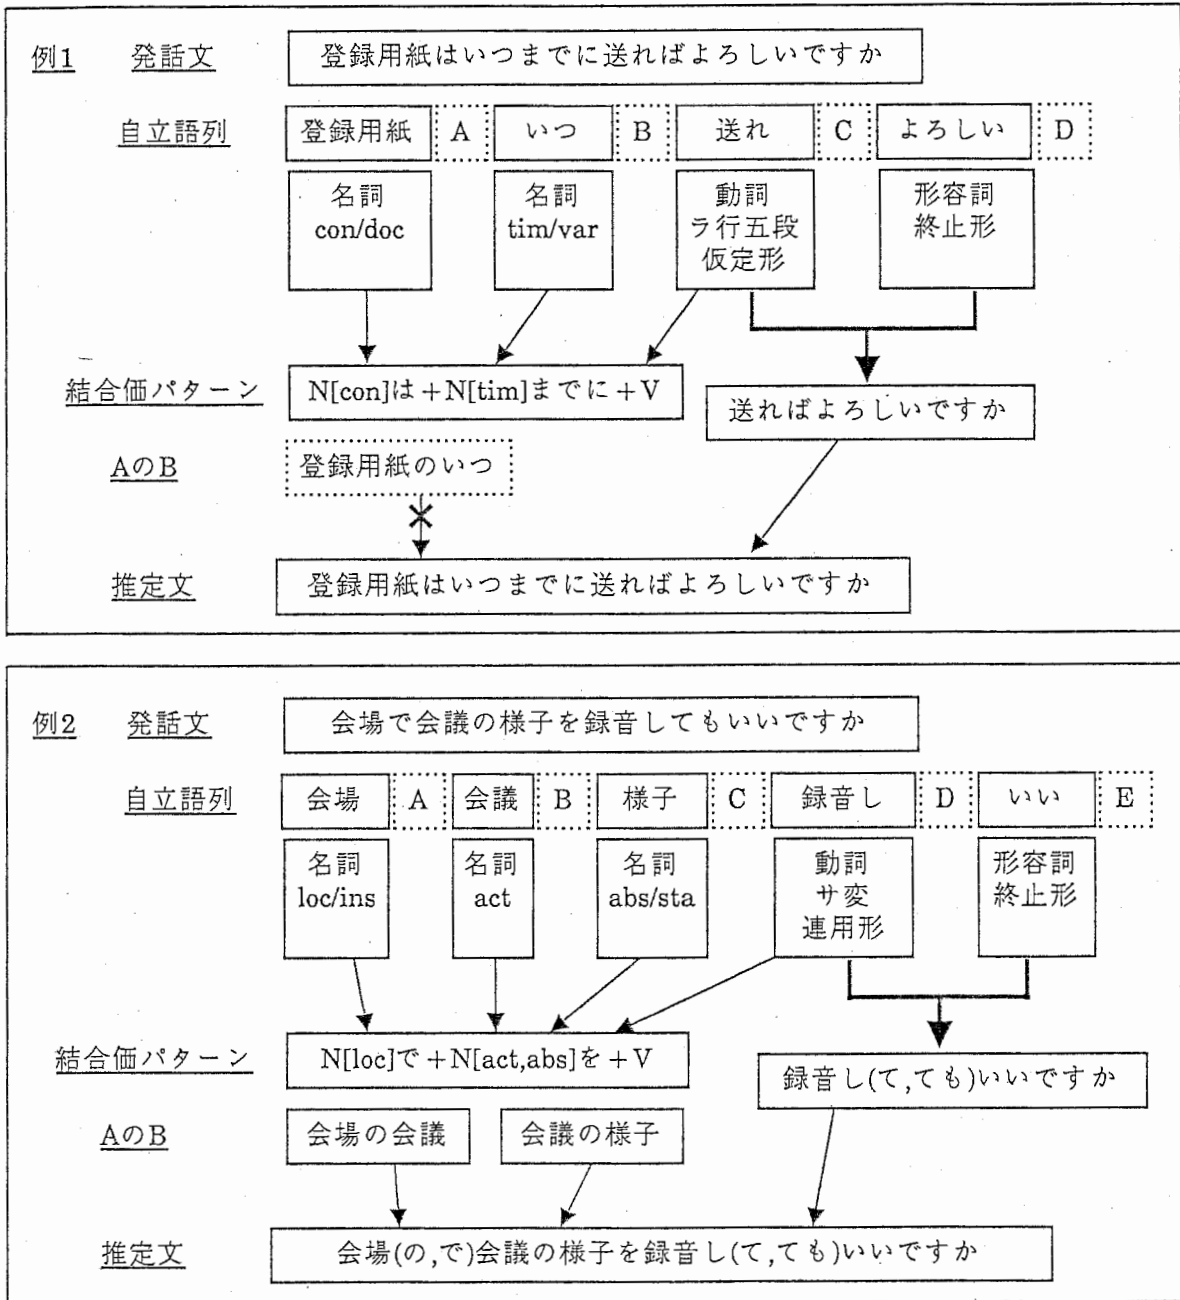 例1 発話文 登録用紙はいつまでに送ればよろしいですか
自立語列 登録用紙 A いつ B 送れ C よろしい D
名詞 名詞 動詞 形容詞
con/doc tim/var ラ行五段 終止形
仮定形
結合価パターン N[con]は+N[tim]までに+V
送ればよろしいですか
AのB 登録用紙のいつ
推定文 登録用紙はいつまでに送ればよろしいですか
例2 発話文 会場で会議の様子を録音してもいいですか
自立語列 会場 A 会議 B 様子 C 録音し D いい E
名詞 名詞 名詞 動詞 形容詞
loc/ins act abs/sta サ変 終止形
連用形
結合価パターン N[loc]で+N[act,abs]を+V
録音し(て,ても)いいですか
AのB 会場の会議 会議の様子
推定文 会場(の,で)会議の様子を録音し(て,ても)いいですか